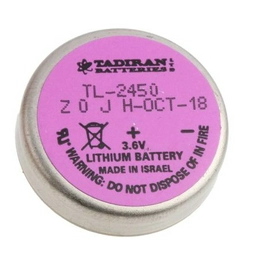 TADIRAN
BATTERIES LTD
TL-2450
Z 0 J H-OCT-18
+ -
3.6V
LITHIUM BATTERY
MADE IN ISRAEL
WARNING: DO NOT DISPOSE OF IN FIRE